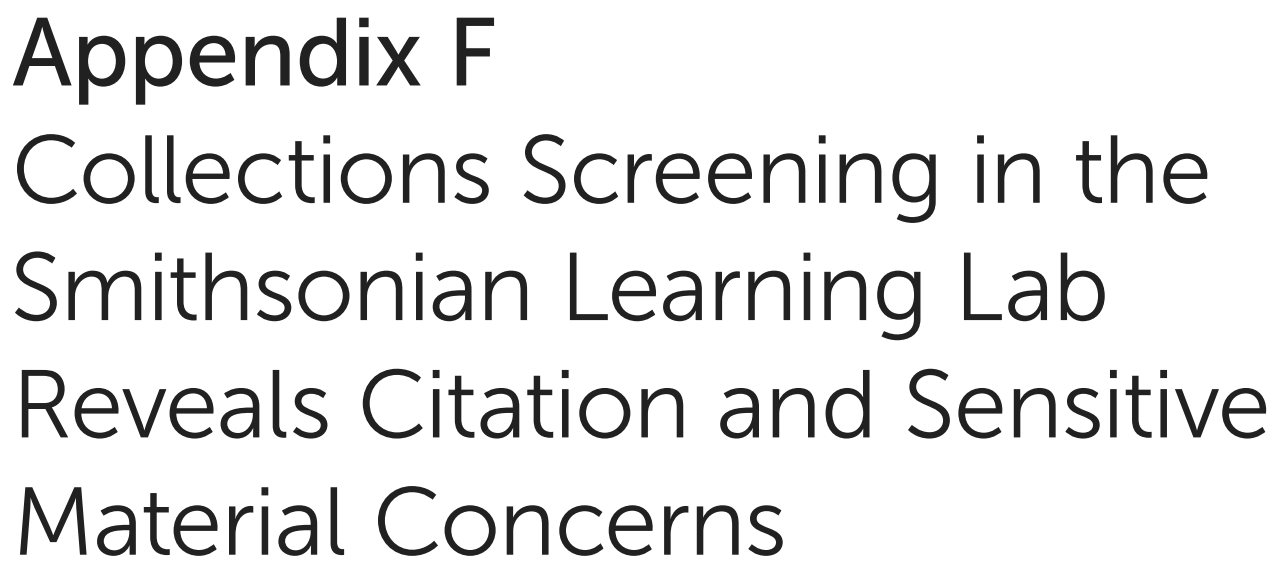 Appendix F
Collections Screening in the
Smithsonian Learning Lab
Reveals Citation and Sensitive
Material Concerns